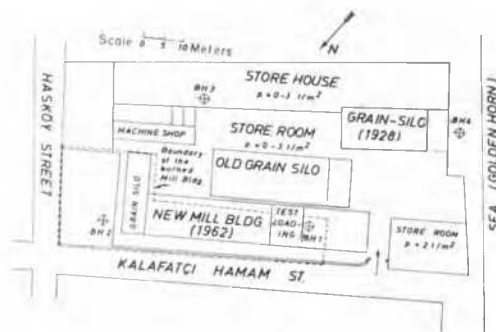 Scale 0 5 10 Meters
N
HASKOY STREET
STORE HOUSE
p=0-3 t/m²
BH3
MACHINE SHOP
STORE ROOM
p=0-3 t/m²
GRAIN-SILO
(1928)
BH4
SEA (GOLDEN HORN)
Boundary
of the
burned
Mill Bldg.
OLD GRAIN SILO
GRAIN SILO
NEW MILL BLDG
(1962)
TEST
LOAD-
ING
BH1
BH2
STORE ROOM
p=2t/m²
KALAFATÇI HAMAM ST.